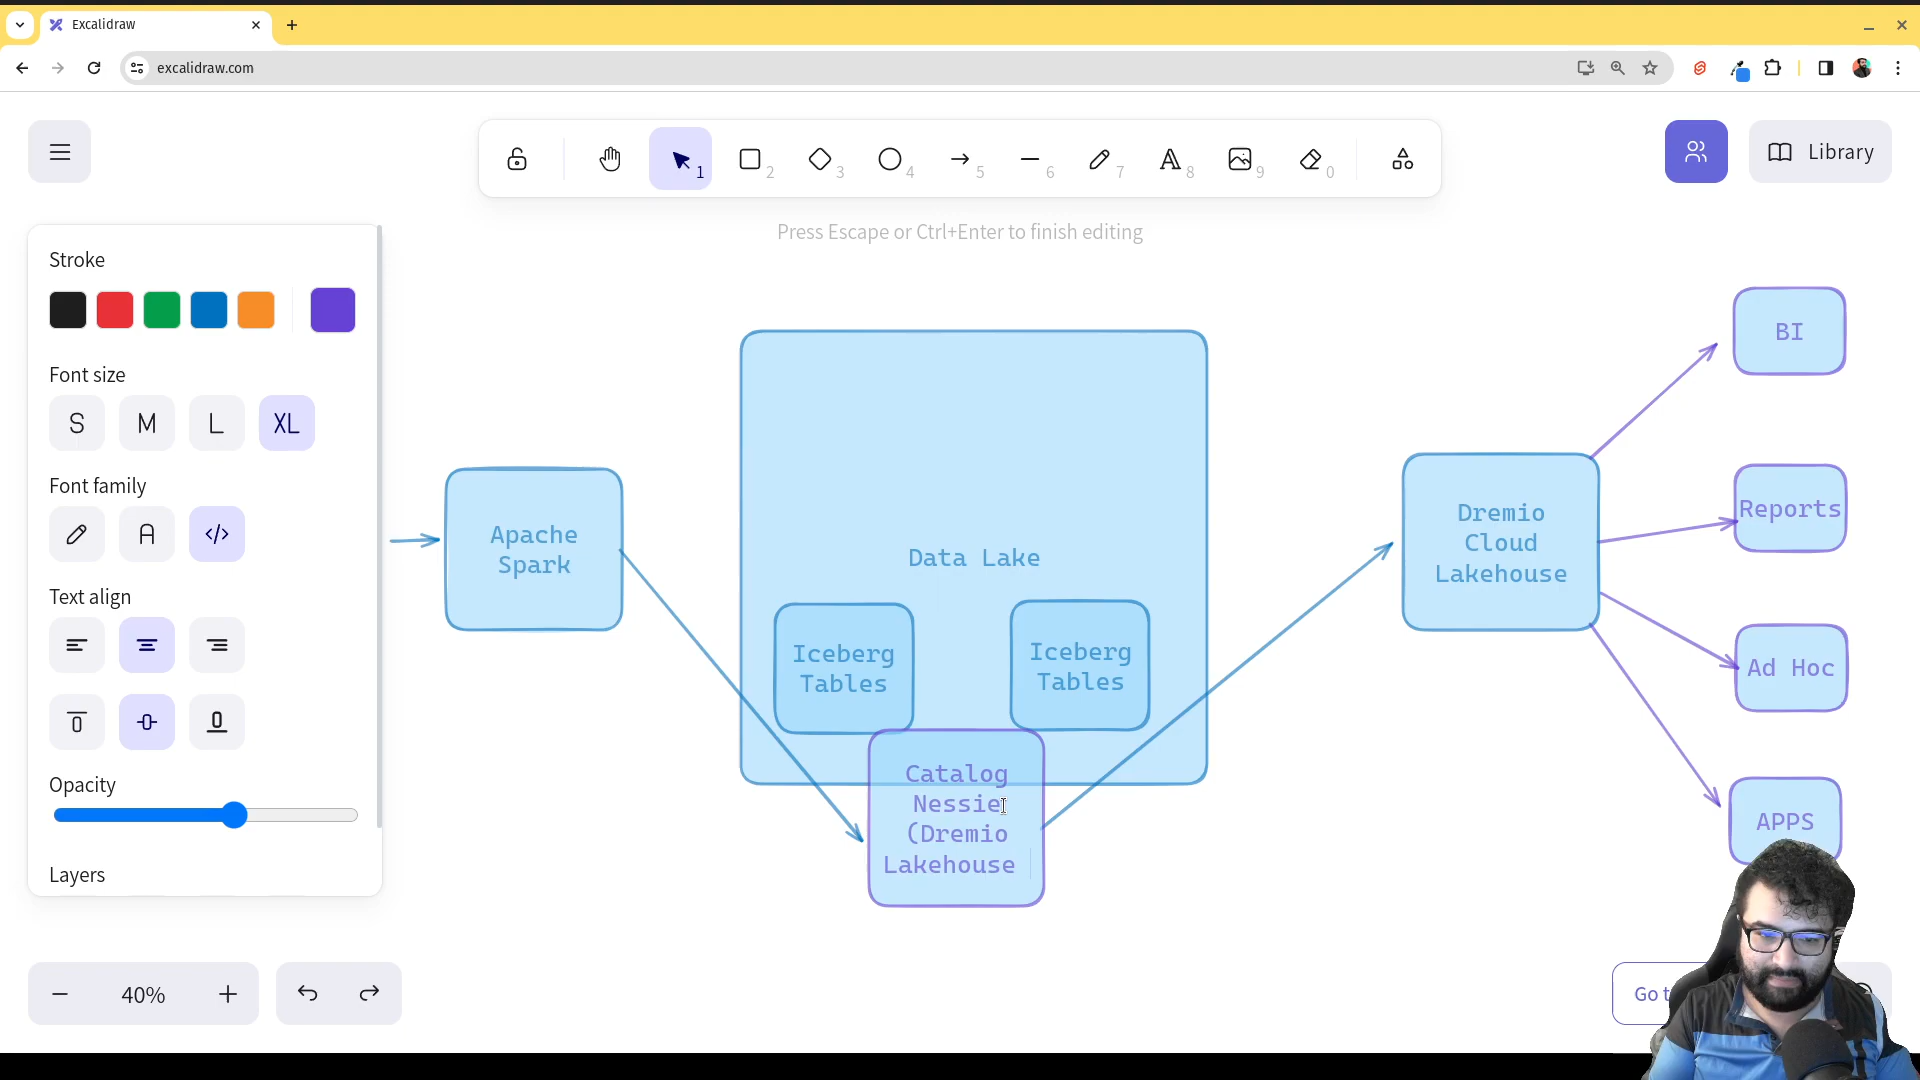 Excalidraw
excalidraw.com
1
2
3
4
5
6
7
8
9
0
Library
Press Escape or Ctrl+Enter to finish editing
Stroke
Font size
S
M
L
XL
Font family
Text align
Opacity
Layers
Apache
Spark
Data Lake
Iceberg
Tables
Iceberg
Tables
Catalog
Nessie
(Dremio
Lakehouse
Dremio
Cloud
Lakehouse
BI
Reports
Ad Hoc
APPS
40%
Go